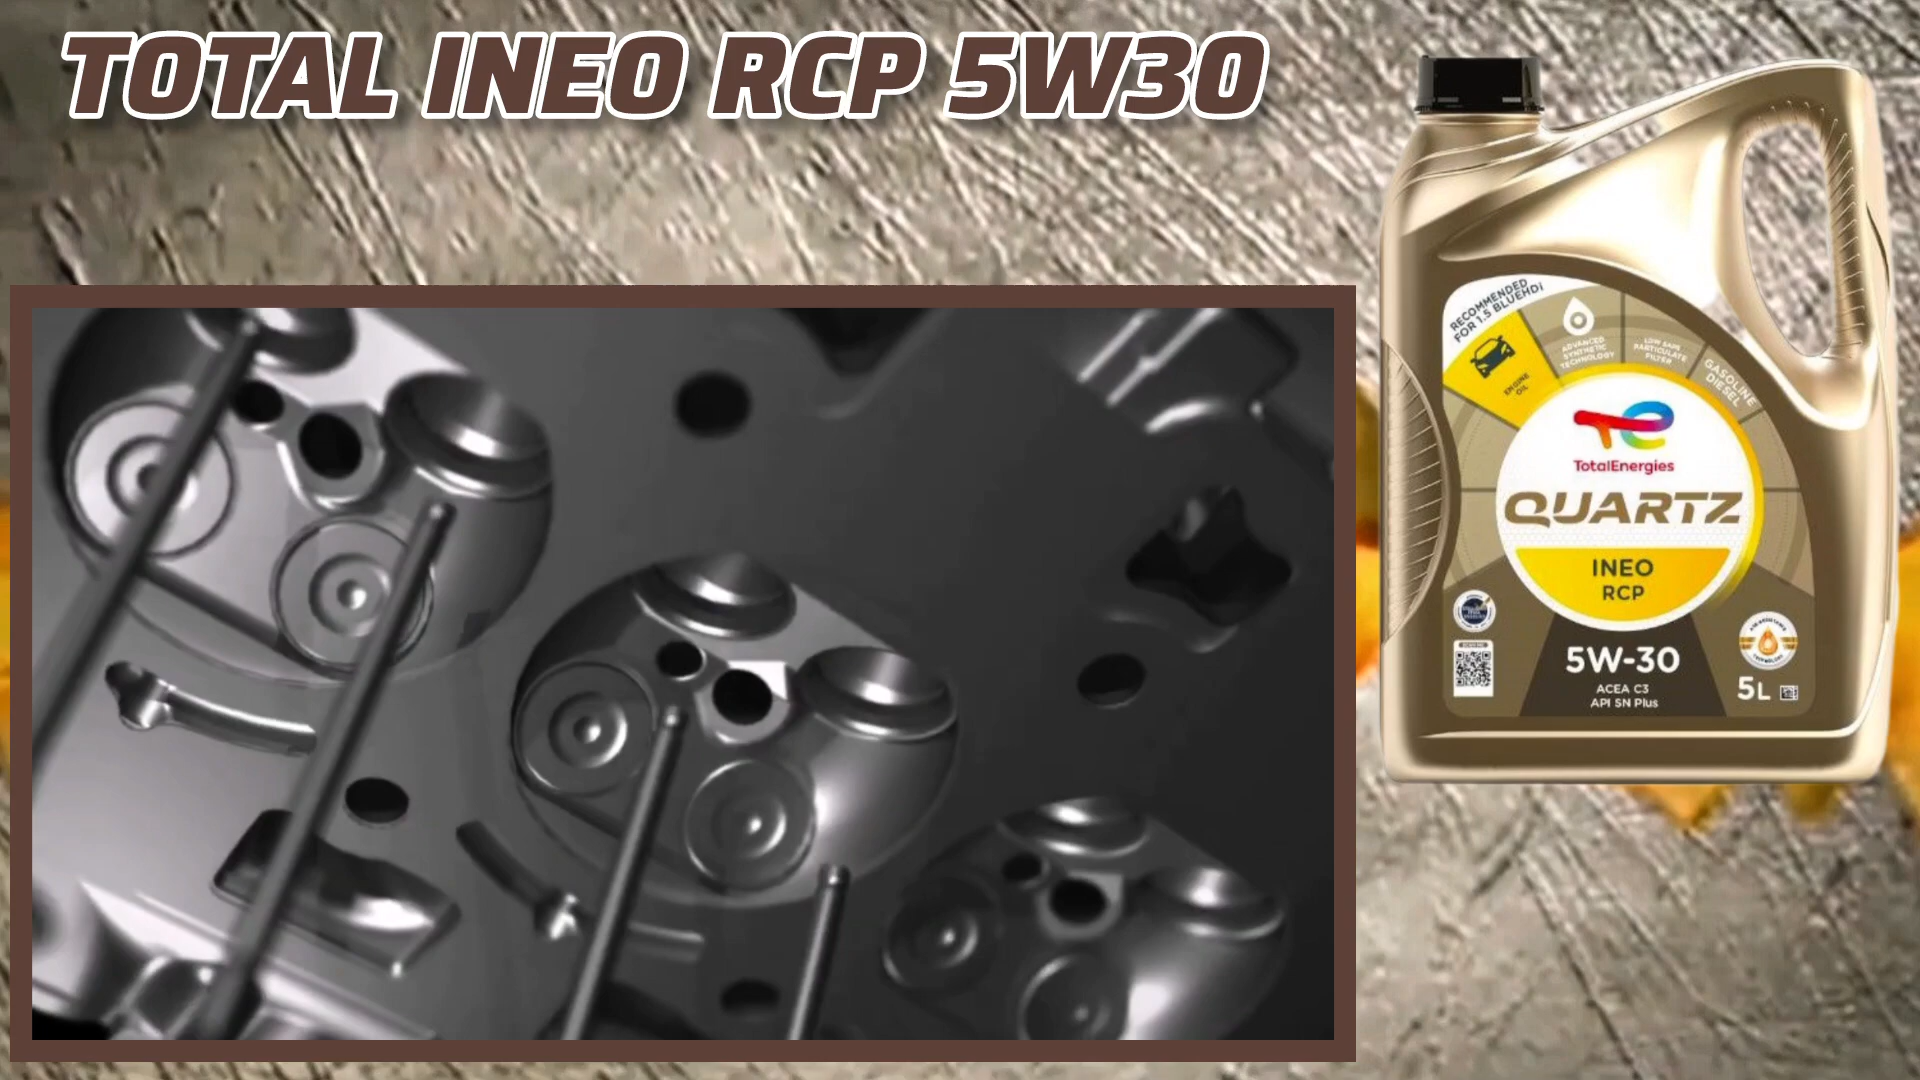 TOTAL INEO RCP 5W30
RECOMMENDED
FOR 1.5 BLUEHDi
ENGINE
OIL
ADVANCED
SYNTHETIC
TECHNOLOGY
LOW SAPS
PARTICULATE
FILTER
GASOLINE
DIESEL
TotalEnergies
QUARTZ
INEO
RCP
5W-30
ACEA C3
API SN Plus
5L